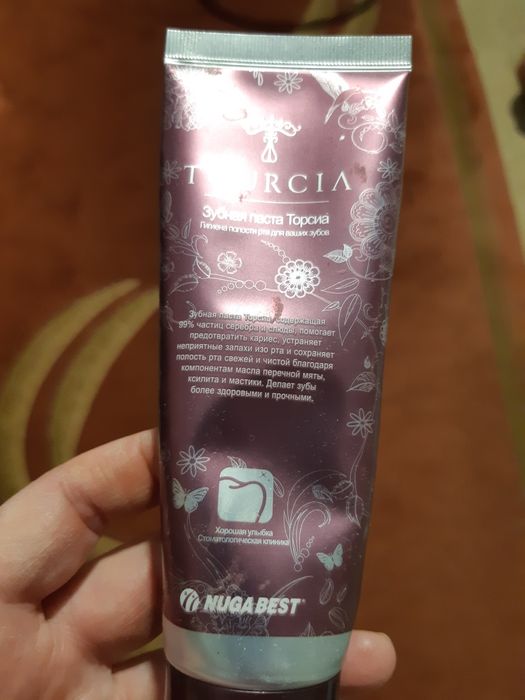 TOURCIA
Зубная паста Торсиа
Гигиена полости рта для ваших зубов
Зубная паста Торсиа, содержащая
99% частиц серебра и слюды, помогает
предотвратить кариес, устраняет
неприятные запахи изо рта и сохраняет
полость рта свежей и чистой благодаря
компонентам масла перечной мяты,
ксилита и мастики. Делает зубы
более здоровыми и прочными.
Хорошая улыбка
Стоматологическая клиника
NUGA BEST